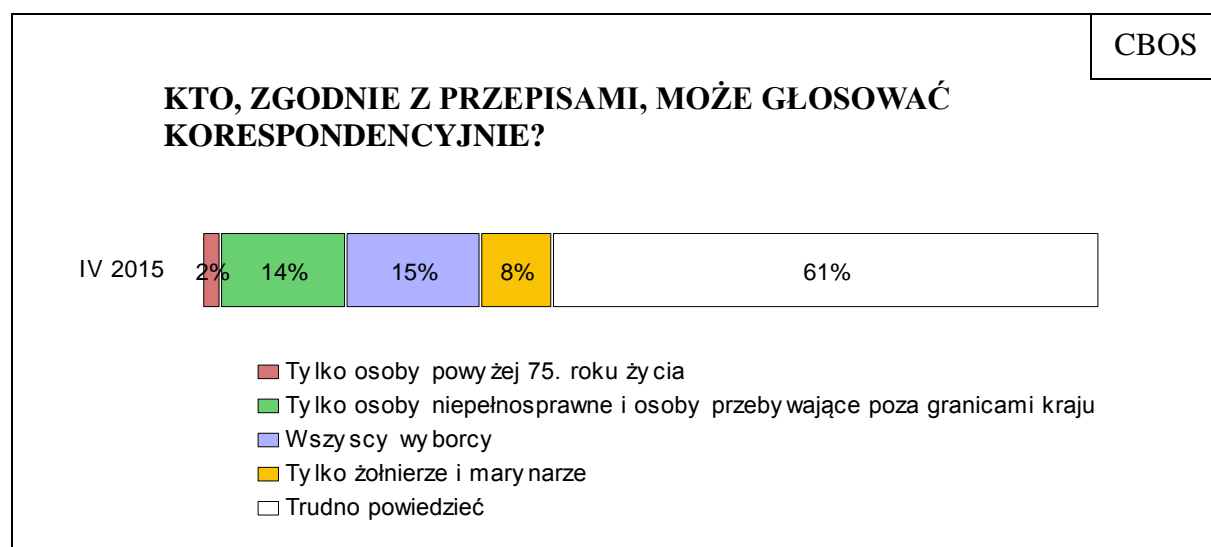 CBOS
KTO, ZGODNIE Z PRZEPISAMI, MOŻE GŁOSOWAĆ
KORESPONDENCYJNIE?
IV 2015 2% 14% 15% 8% 61%
Tylko osoby powyżej 75. roku życia
Tylko osoby niepełnosprawne i osoby przebywające poza granicami kraju
Wszyscy wyborcy
Tylko żołnierze i marynarze
Trudno powiedzieć